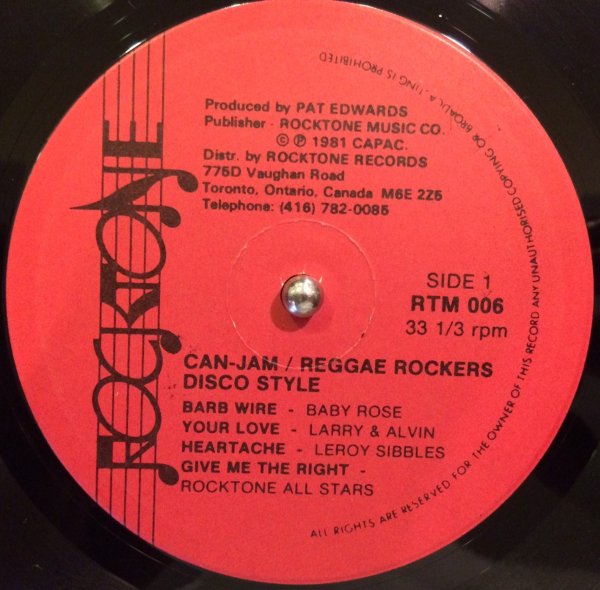 ROCKTONE
Produced by PAT EDWARDS
Publisher - ROCKTONE MUSIC CO.
© ℗ 1981 CAPAC.
Distr. by ROCKTONE RECORDS
775D Vaughan Road
Toronto, Ontario, Canada M6E 2Z5
Telephone: (416) 782-0085
SIDE 1
RTM 006
33 1/3 rpm
CAN-JAM / REGGAE ROCKERS
DISCO STYLE
BARB WIRE - BABY ROSE
YOUR LOVE - LARRY & ALVIN
HEARTACHE - LEROY SIBBLES
GIVE ME THE RIGHT -
ROCKTONE ALL STARS
ALL RIGHTS ARE RESERVED FOR THE OWNER OF THIS RECORD ANY UNAUTHORISED COPYING OR IS PROHIBITED